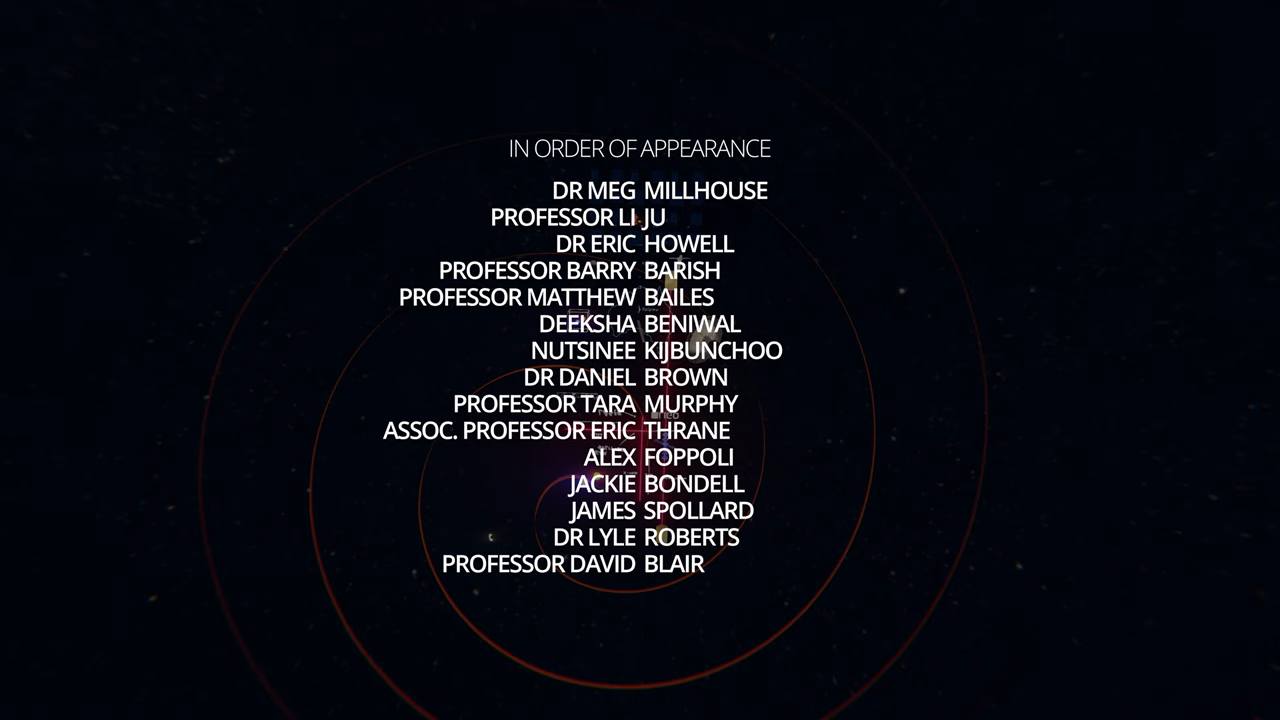 IN ORDER OF APPEARANCE
DR MEG MILLHOUSE
PROFESSOR LI JU
DR ERIC HOWELL
PROFESSOR BARRY BARISH
PROFESSOR MATTHEW BAILES
DEEKSHA BENIWAL
NUTSINEE KIJBUNCHOO
DR DANIEL BROWN
PROFESSOR TARA MURPHY
ASSOC. PROFESSOR ERIC THRANE
ALEX FOPPOLI
JACKIE BONDELL
JAMES SPOLLARD
DR LYLE ROBERTS
PROFESSOR DAVID BLAIR